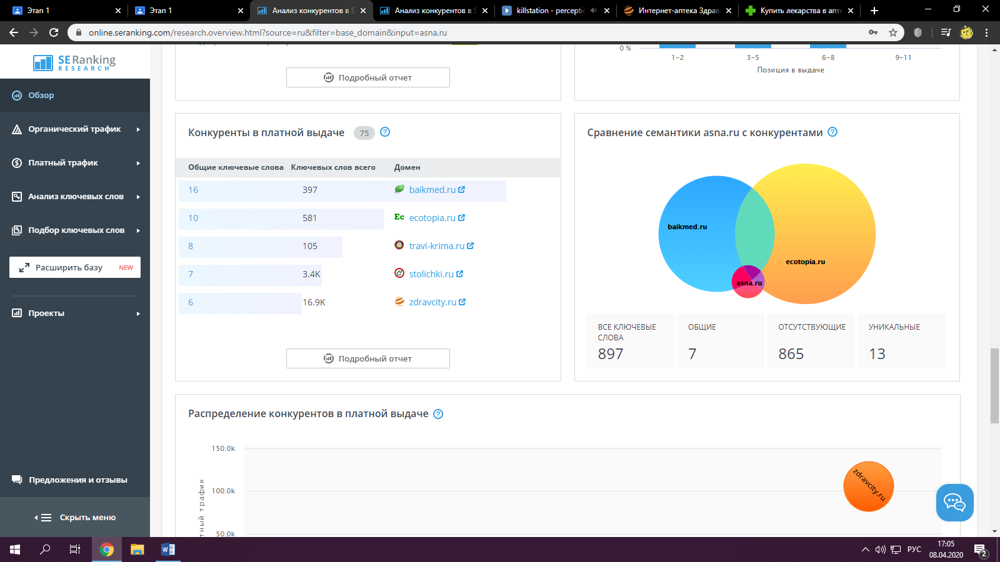 Этап 1
Этап 1
Анализ конкурентов в S
Анализ конкурентов в S
killstation - percepti
Интернет-аптека Здрав
Купить лекарства в апте
online.seranking.com/research.overview.html?source=ru&filter=base_domain&input=asna.ru
SE Ranking
RESEARCH
Обзор
Органический трафик
Платный трафик
Анализ ключевых слов
Подбор ключевых слов
Расширить базу NEW
Проекты
Предложения и отзывы
Скрыть меню
Подробный отчет
0 %
1-2 3-5 6-8 9-11
Позиция в выдаче
Конкуренты в платной выдаче 75
Общие ключевые слова Ключевых слов всего Домен
16 397 baikmed.ru
10 581 Ec ecotopia.ru
8 105 travi-krima.ru
7 3.4K stolichki.ru
6 16.9K zdravcity.ru
Подробный отчет
Сравнение семантики asna.ru с конкурентами
baikmed.ru
ecotopia.ru
asna.ru
ВСЕ КЛЮЧЕВЫЕ СЛОВА
897
ОБЩИЕ
7
ОТСУТСТВУЮЩИЕ
865
УНИКАЛЬНЫЕ
13
Распределение конкурентов в платной выдаче
150.0k
100.0k
50.0k
тный трафик
zdravcity.ru
РУС
17:05
08.04.2020
2